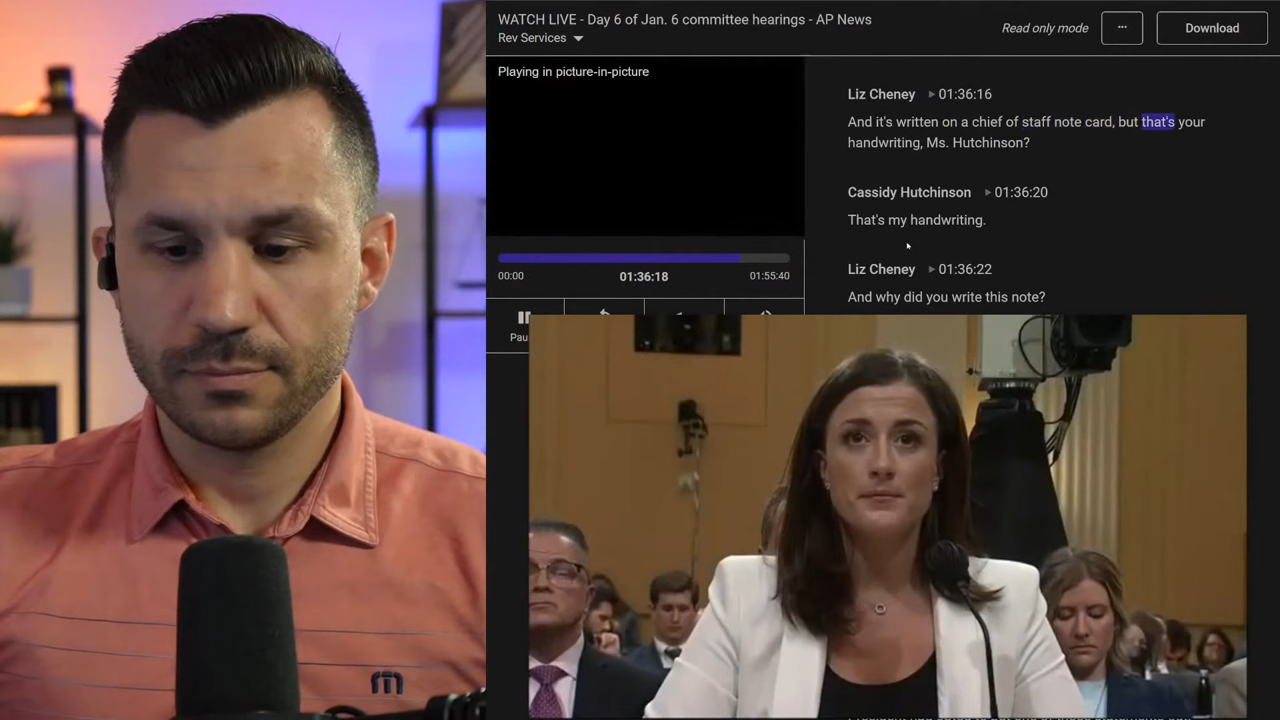 WATCH LIVE - Day 6 of Jan. 6 committee hearings - AP News
Rev Services
Read only mode
...
Download
Playing in picture-in-picture
00:00
01:36:18
01:55:40
Pau
Liz Cheney 01:36:16
And it's written on a chief of staff note card, but that's your
handwriting, Ms. Hutchinson?
Cassidy Hutchinson 01:36:20
That's my handwriting.
Liz Cheney 01:36:22
And why did you write this note?